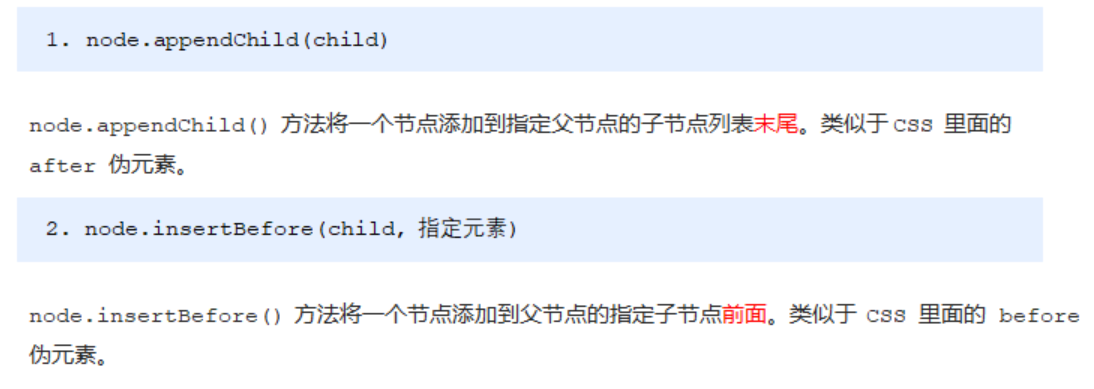 1. node.appendChild(child)
node.appendChild() 方法将一个节点添加到指定父节点的子节点列表末尾。类似于 CSS 里面的
after 伪元素。
2. node.insertBefore(child, 指定元素)
node.insertBefore() 方法将一个节点添加到父节点的指定子节点前面。类似于 CSS 里面的 before
伪元素。